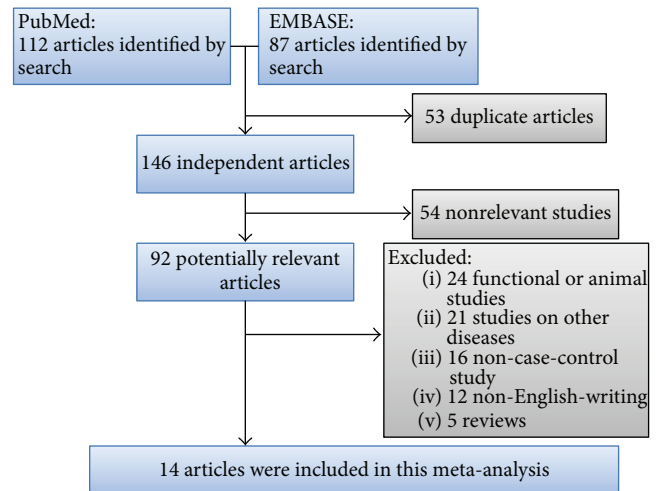 PubMed:
112 articles identified by
search
EMBASE:
87 articles identified by
search
53 duplicate articles
146 independent articles
54 nonrelevant studies
92 potentially relevant
articles
Excluded:
(i) 24 functional or animal
studies
(ii) 21 studies on other
diseases
(iii) 16 non-case-control
study
(iv) 12 non-English-writing
(v) 5 reviews
14 articles were included in this meta-analysis